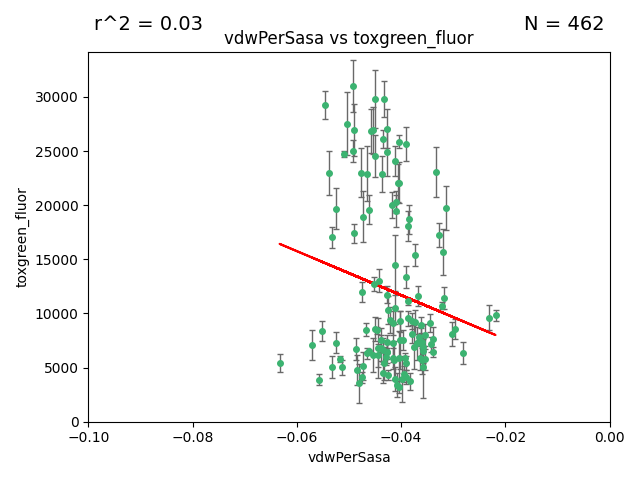 r^2 = 0.03
N = 462
vdwPerSasa vs toxgreen_fluor
toxgreen_fluor
30000
25000
20000
15000
10000
5000
0
−0.10
−0.08
−0.06
−0.04
−0.02
0.00
vdwPerSasa